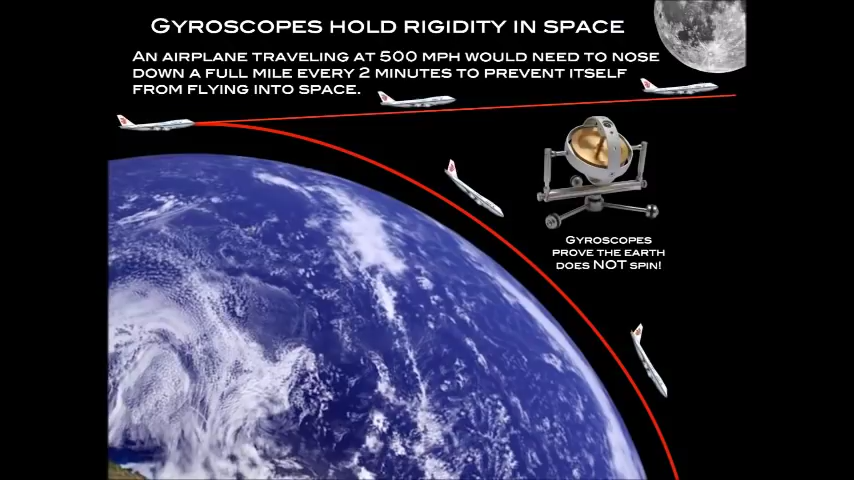 Gyroscopes hold rigidity in space
An airplane traveling at 500 mph would need to nose
down a full mile every 2 minutes to prevent itself
from flying into space.
Gyroscopes
prove the earth
does NOT spin!